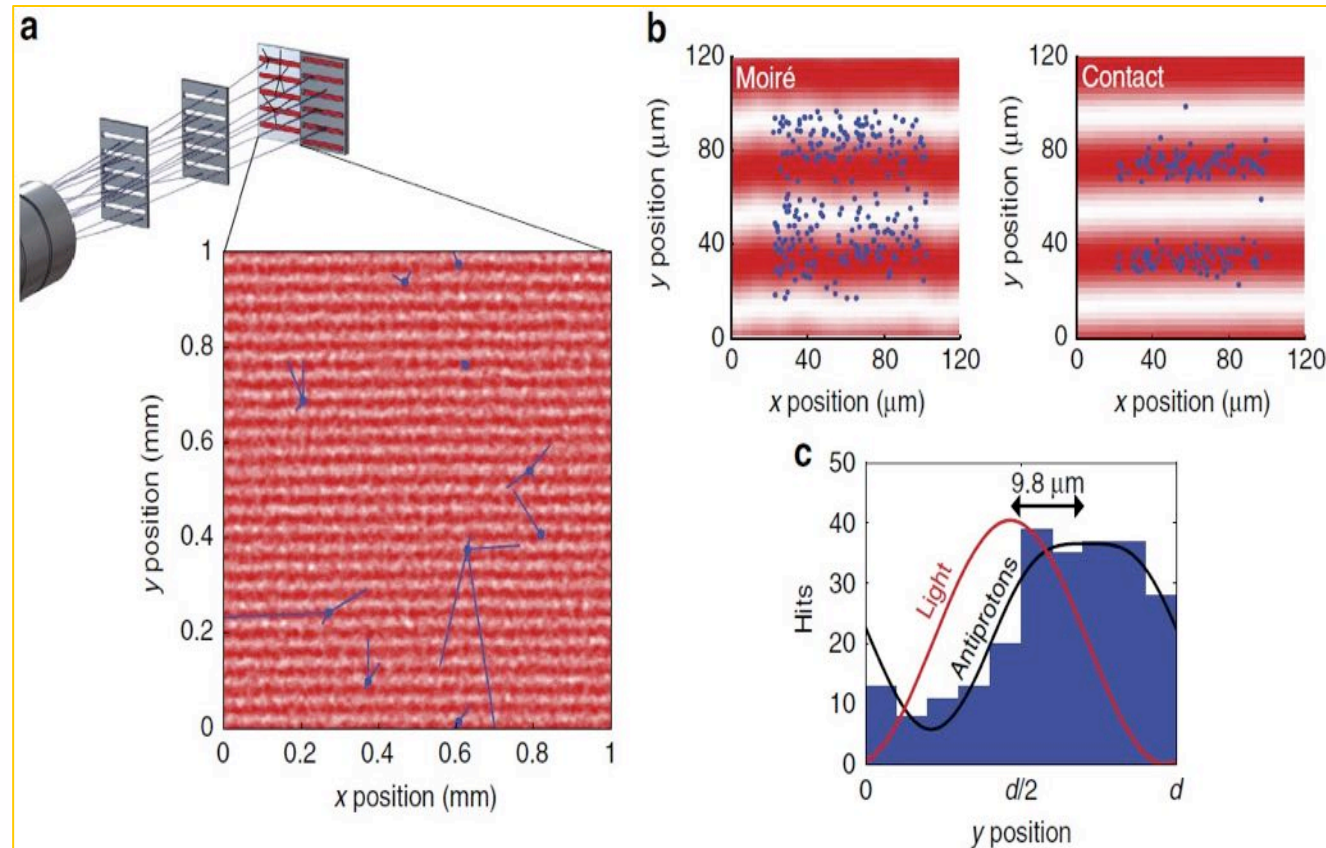 a
y position (mm)
1
0.8
0.6
0.4
0.2
0
0 0.2 0.4 0.6 0.8 1
x position (mm)
b
Moiré
y position (μm)
120
80
40
0
0 40 80 120
x position (μm)
Contact
y position (μm)
120
80
40
0
0 40 80 120
x position (μm)
c
9.8 μm
Light
Antiprotons
Hits
50
40
30
20
10
0
0 d/2 d
y position